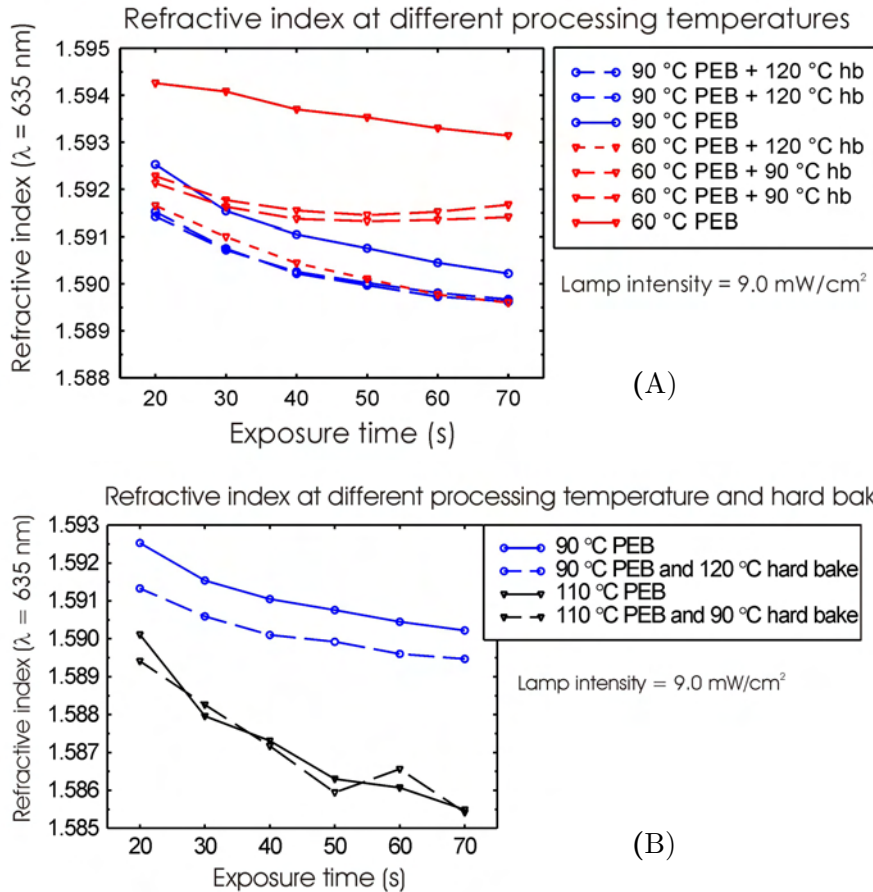 Refractive index at different processing temperatures
Refractive index (λ = 635 nm)
1.595
1.594
1.593
1.592
1.591
1.590
1.589
1.588
20 30 40 50 60 70
Exposure time (s)
90 °C PEB + 120 °C hb
90 °C PEB + 120 °C hb
90 °C PEB
60 °C PEB + 120 °C hb
60 °C PEB + 90 °C hb
60 °C PEB + 90 °C hb
60 °C PEB
Lamp intensity = 9.0 mW/cm²
(A)
Refractive index at different processing temperature and hard bak
Refractive index (λ = 635 nm)
1.593
1.592
1.591
1.590
1.589
1.588
1.587
1.586
1.585
20 30 40 50 60 70
Exposure time (s)
90 °C PEB
90 °C PEB and 120 °C hard bake
110 °C PEB
110 °C PEB and 90 °C hard bake
Lamp intensity = 9.0 mW/cm²
(B)